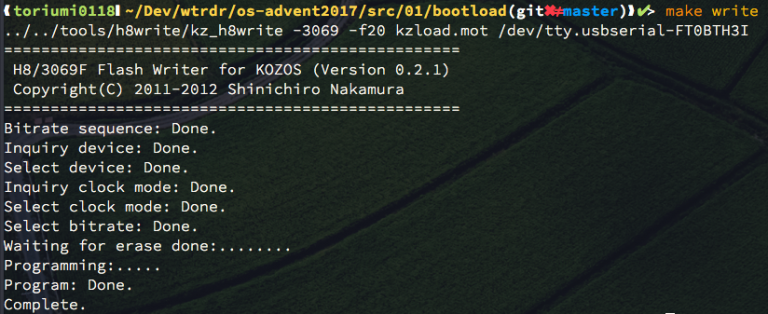 toriumi0118 ~/Dev/wtrdr/os-advent2017/src/01/bootload(git✖≠master) ✔> make write
../../tools/h8write/kz_h8write -3069 -f20 kzload.mot /dev/tty.usbserial-FT0BTH3I
================================================
H8/3069F Flash Writer for KOZOS (Version 0.2.1)
Copyright(C) 2011-2012 Shinichiro Nakamura
================================================
Bitrate sequence: Done.
Inquiry device: Done.
Select device: Done.
Inquiry clock mode: Done.
Select clock mode: Done.
Select bitrate: Done.
Waiting for erase done:........
Programming:.....
Program: Done.
Complete.